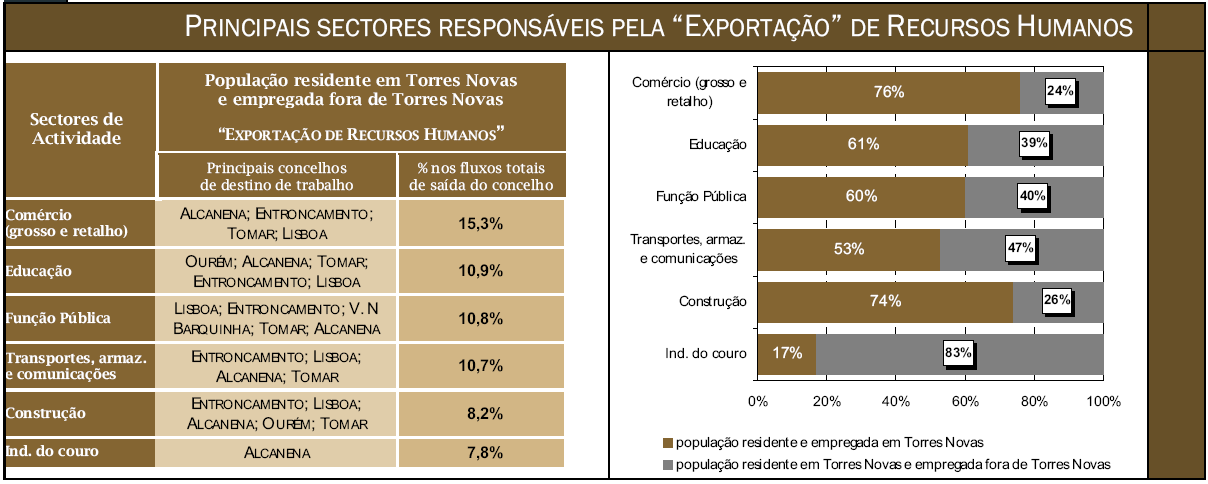 PRINCIPAIS SECTORES RESPONSÁVEIS PELA “EXPORTAÇÃO” DE RECURSOS HUMANOS
Sectores de
Actividade
População residente em Torres Novas
e empregada fora de Torres Novas
“EXPORTAÇÃO DE RECURSOS HUMANOS”
Principais concelhos
de destino de trabalho
% nos fluxos totais
de saída do concelho
Comércio
(grosso e retalho)
ALCANENA; ENTRONCAMENTO;
TOMAR; LISBOA
15,3%
Educação
OURÉM; ALCANENA; TOMAR;
ENTRONCAMENTO; LISBOA
10,9%
Função Pública
LISBOA; ENTRONCAMENTO; V. N
BARQUINHA; TOMAR; ALCANENA
10,8%
Transportes, armaz.
e comunicações
ENTRONCAMENTO; LISBOA;
ALCANENA; TOMAR
10,7%
Construção
ENTRONCAMENTO; LISBOA;
ALCANENA; OURÉM; TOMAR
8,2%
Ind. do couro
ALCANENA
7,8%
Comércio (grosso e
retalho)
76%
24%
Educação
61%
39%
Função Pública
60%
40%
Transportes, armaz.
e comunicações
53%
47%
Construção
74%
26%
Ind. do couro
17%
83%
0% 20% 40% 60% 80% 100%
população residente e empregada em Torres Novas
população residente em Torres Novas e empregada fora de Torres Novas